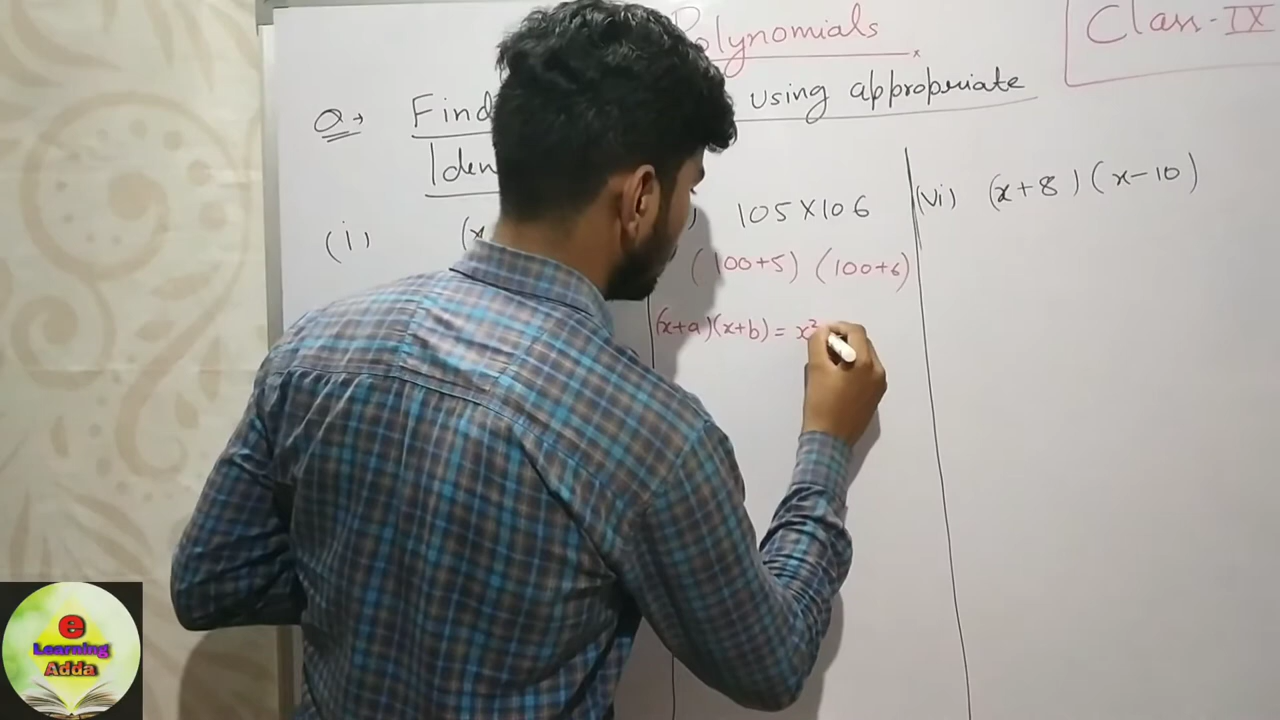 Polynomials
Class-IX
Q→ Find using appropriate
Iden
(i) (x
105×106
(100+5) (100+6)
(x+a)(x+b) = x²
(vi) (x+8)(x-10)
e
Learning
Adda